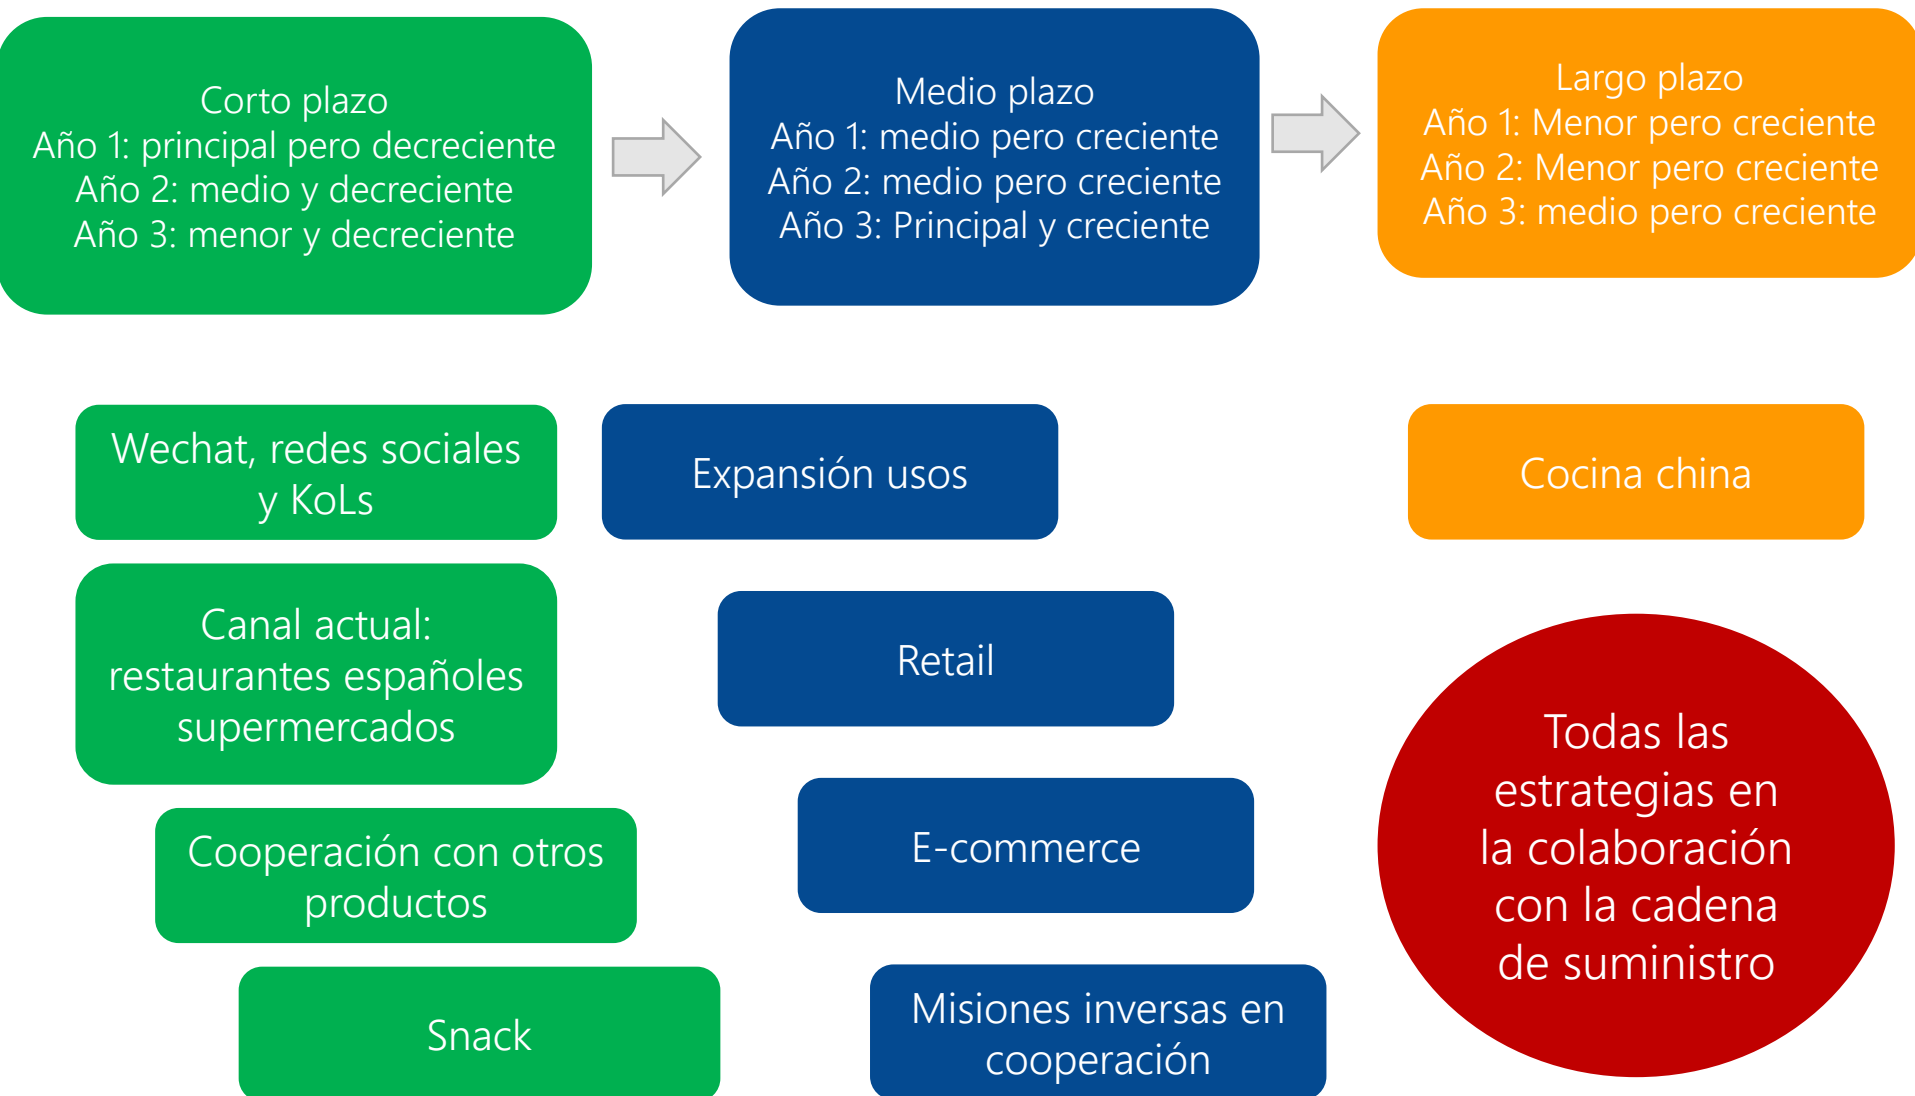 Corto plazo
Año 1: principal pero decreciente
Año 2: medio y decreciente
Año 3: menor y decreciente
Medio plazo
Año 1: medio pero creciente
Año 2: medio pero creciente
Año 3: Principal y creciente
Largo plazo
Año 1: Menor pero creciente
Año 2: Menor pero creciente
Año 3: medio pero creciente
Wechat, redes sociales
y KoLs
Canal actual:
restaurantes españoles
supermercados
Cooperación con otros
productos
Snack
Expansión usos
Retail
E-commerce
Misiones inversas en
cooperación
Cocina china
Todas las
estrategias en
la colaboración
con la cadena
de suministro